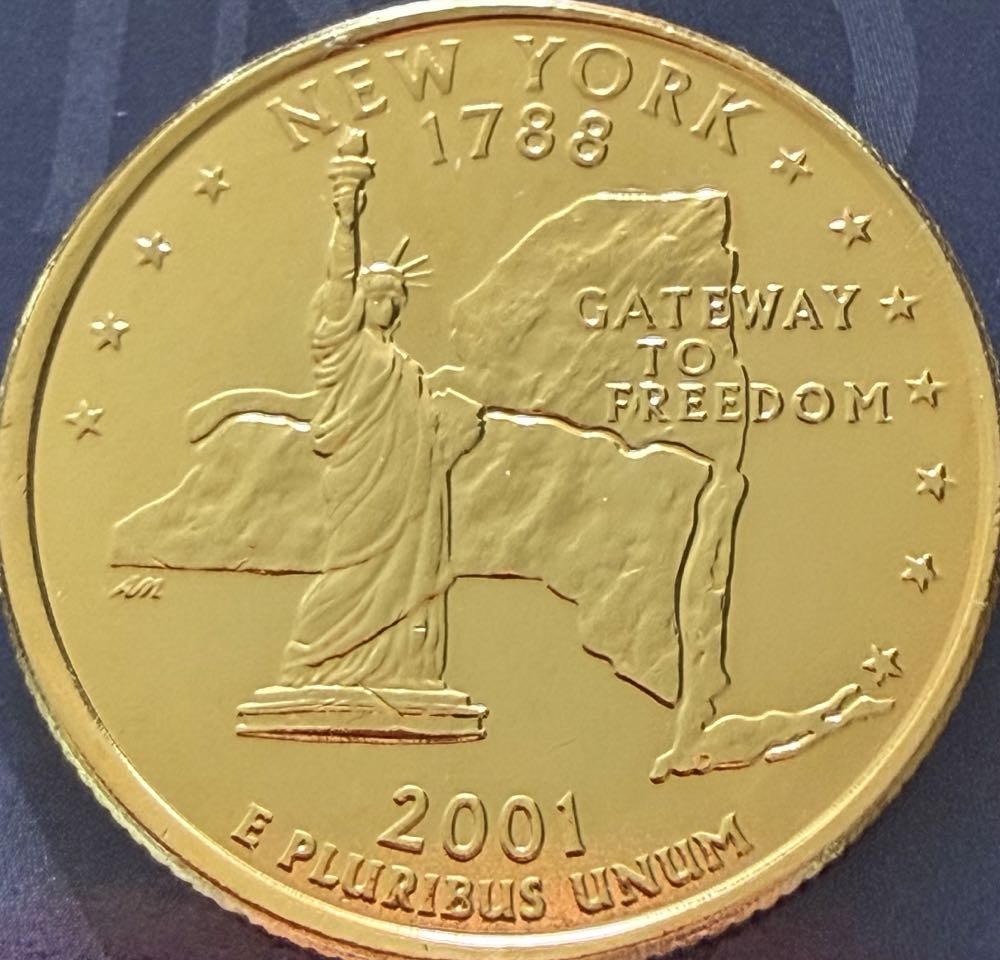 NEW YORK
1788
GATEWAY
TO
FREEDOM
AM
2001
E PLURIBUS UNUM